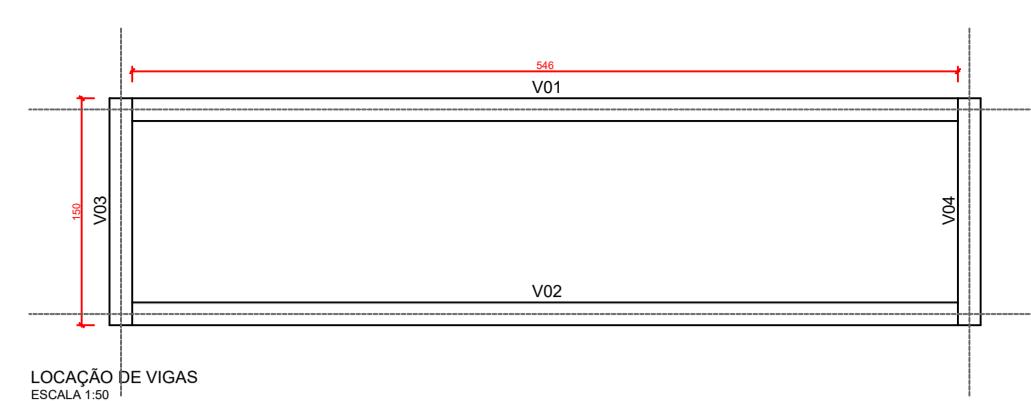 546
V01
150
V03
V04
V02
LOCAÇÃO DE VIGAS
ESCALA 1:50